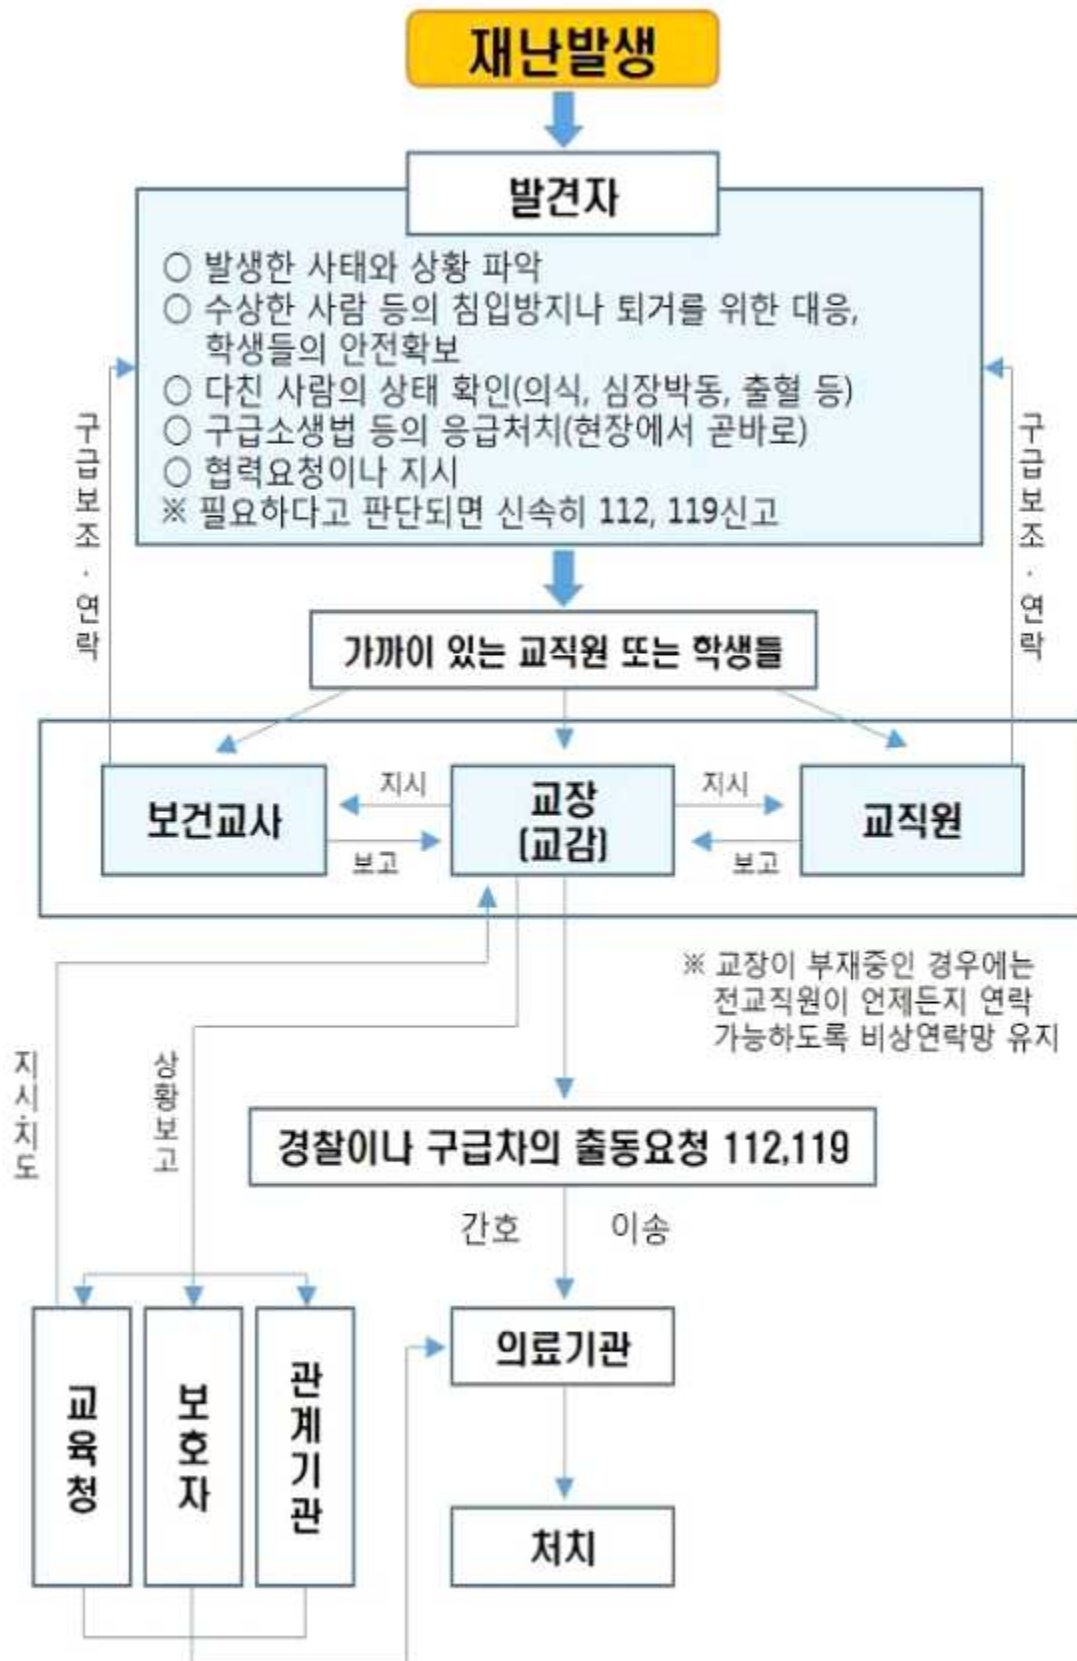 재난발생
발견자
○ 발생한 사태와 상황 파악
○ 수상한 사람 등의 침입방지나 퇴거를 위한 대응,
학생들의 안전확보
○ 다친 사람의 상태 확인(의식, 심장박동, 출혈 등)
○ 구급소생법 등의 응급처치(현장에서 곧바로)
○ 협력요청이나 지시
※ 필요하다고 판단되면 신속히 112, 119신고
구급보조·연락
구급보조·연락
가까이 있는 교직원 또는 학생들
보건교사
지시
보고
교장
(교감)
지시
보고
교직원
※ 교장이 부재중인 경우에는
전교직원이 언제든지 연락
가능하도록 비상연락망 유지
지시·지도
상황보고
경찰이나 구급차의 출동요청 112,119
간호 이송
교육청
보호자
관계기관
의료기관
처치